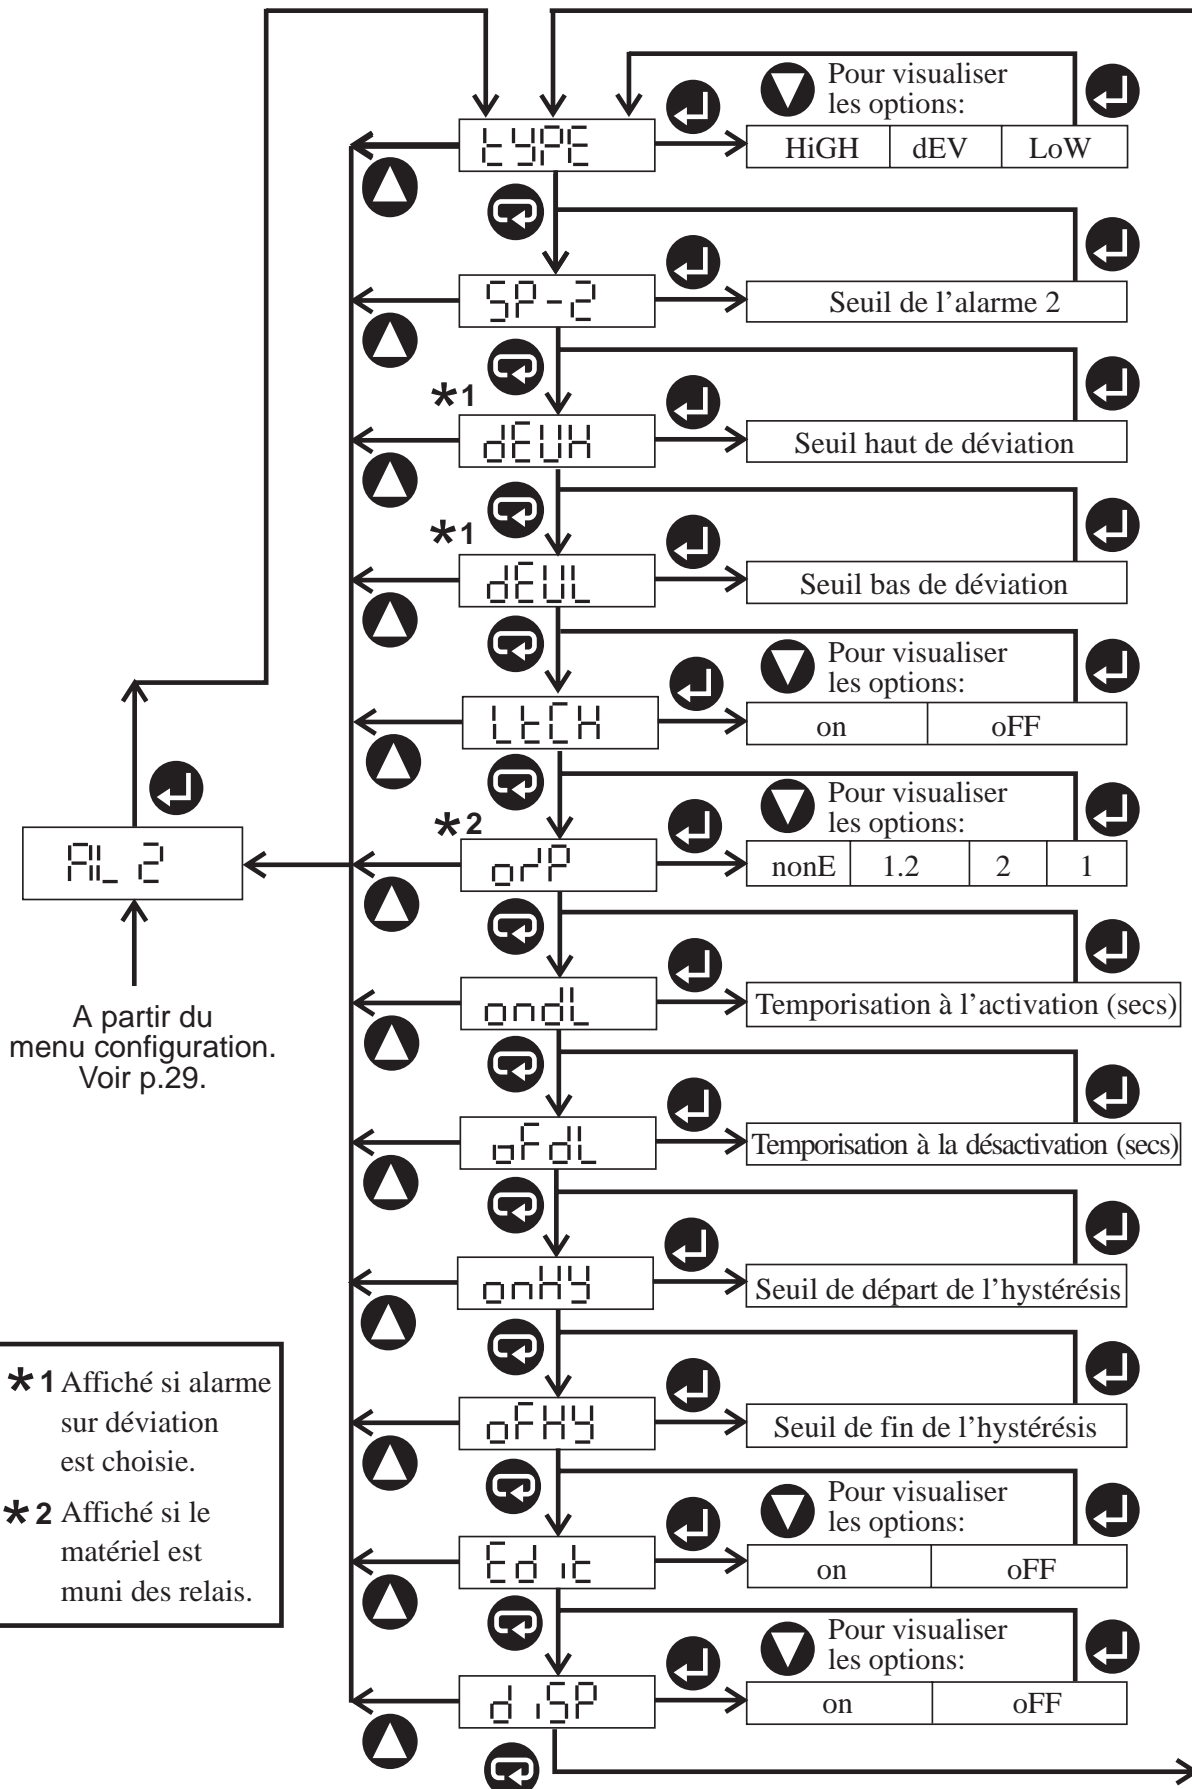 Pour visualiser
les options:
tYPE
HiGH dEV LoW
SP-2
Seuil de l’alarme 2
*1
dEVH
Seuil haut de déviation
*1
dEVL
Seuil bas de déviation
Pour visualiser
les options:
LtCH
on oFF
Pour visualiser
les options:
*2
orP
nonE 1.2 2 1
AL 2
A partir du
menu configuration.
Voir p.29.
ondL
Temporisation à l’activation (secs)
oFdL
Temporisation à la désactivation (secs)
onHY
Seuil de départ de l’hystérésis
oFHY
Seuil de fin de l’hystérésis
*1 Affiché si alarme
sur déviation
est choisie.
*2 Affiché si le
matériel est
muni des relais.
Pour visualiser
les options:
Edit
on oFF
Pour visualiser
les options:
diSP
on oFF